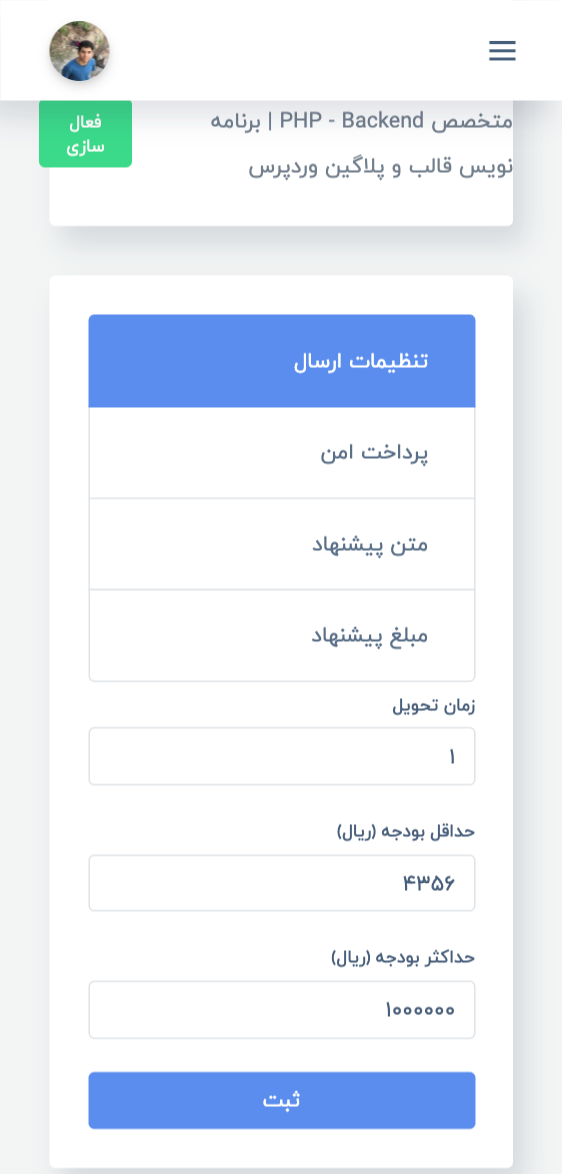 متخصص PHP - Backend | برنامه
نویس قالب و پلاگین وردپرس
فعال
سازی
تنظیمات ارسال
پرداخت امن
متن پیشنهاد
مبلغ پیشنهاد
زمان تحویل
۱
حداقل بودجه (ریال)
۴۳۵۶
حداکثر بودجه (ریال)
۱۰۰۰۰۰۰
ثبت